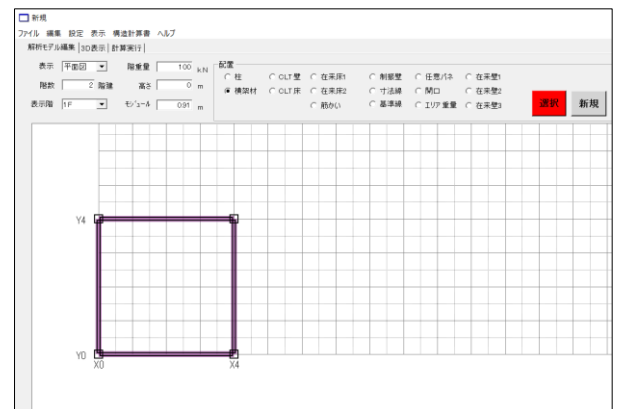 新規
ファイル 編集 設定 表示 構造計算書 ヘルプ
解析モデル編集 3D表示 計算実行
表示 平面図 階重量 100 kN 配置
柱 CLT壁 在来床1 制振壁 任意バネ 在来壁1
階数 2 階建 高さ 0 m 横架材 CLT床 在来床2 寸法線 開口 在来壁2
表示階 1F モジュール 0.91 m 筋かい 基準線 エリア重量 在来壁3
選択 新規
Y4
Y0
X0 X4